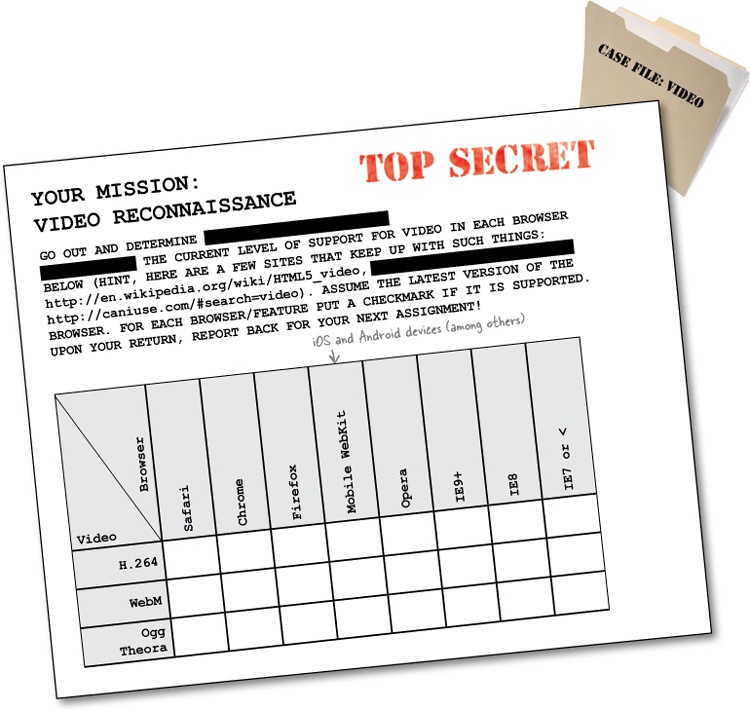 CASE FILE: VIDEO
TOP SECRET
YOUR MISSION:
VIDEO RECONNAISSANCE
GO OUT AND DETERMINE
THE CURRENT LEVEL OF SUPPORT FOR VIDEO IN EACH BROWSER
BELOW (HINT, HERE ARE A FEW SITES THAT KEEP UP WITH SUCH THINGS:
http://en.wikipedia.org/wiki/HTML5_video,
http://caniuse.com/#search=video). ASSUME THE LATEST VERSION OF THE
BROWSER. FOR EACH BROWSER/FEATURE PUT A CHECKMARK IF IT IS SUPPORTED.
UPON YOUR RETURN, REPORT BACK FOR YOUR NEXT ASSIGNMENT!
iOS and Android devices (among others)
Browser
Video
Safari
Chrome
Firefox
Mobile WebKit
Opera
IE9+
IE8
IE7 or <
H.264
WebM
Ogg
Theora